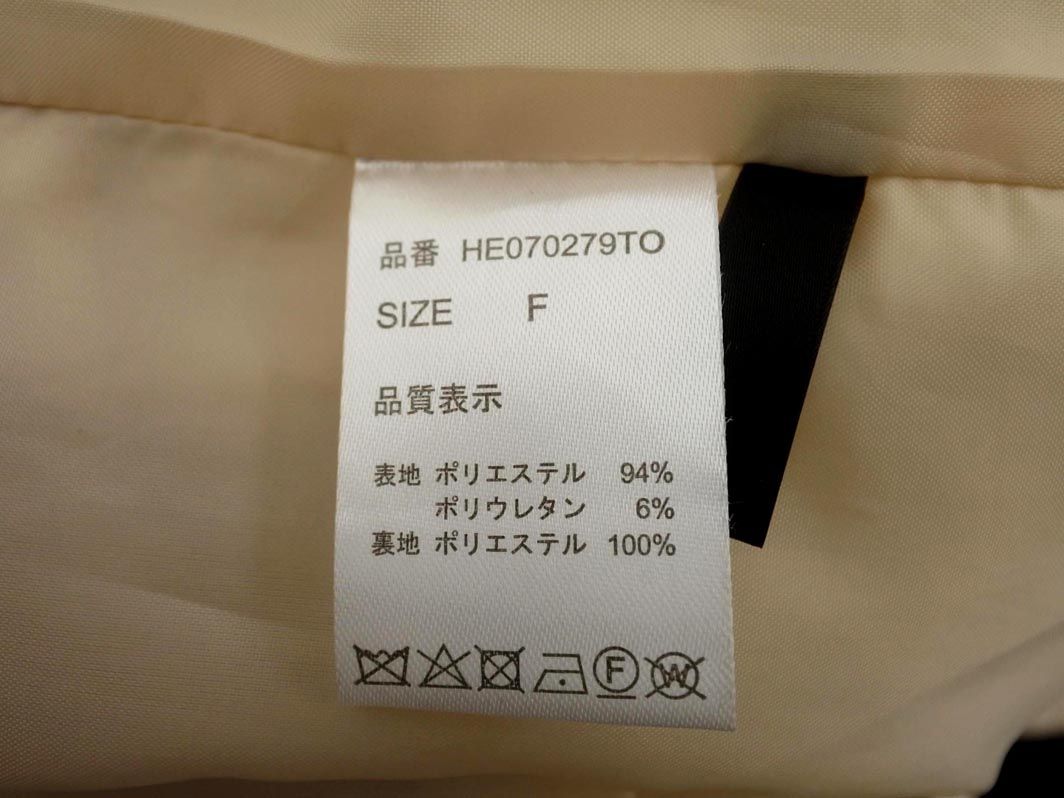 品番 HE070279TO
SIZE F
品質表示
表地 ポリエステル 94%
ポリウレタン 6%
裏地 ポリエステル 100%
F W